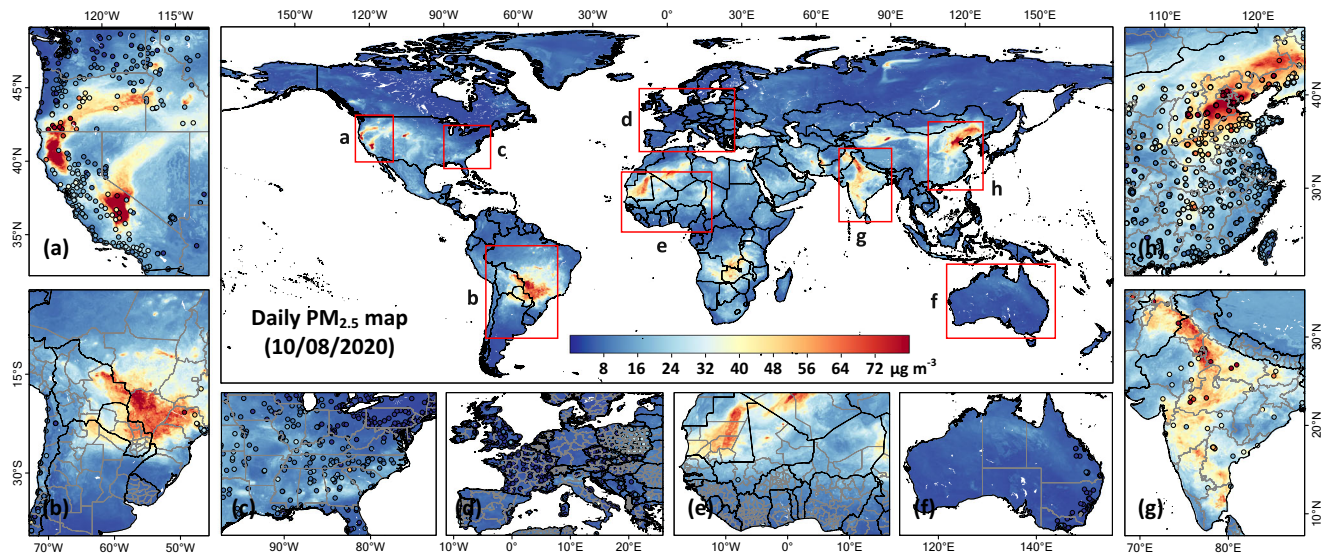 120°W 115°W
150°W 120°W 90°W 60°W 30°W 0° 30°E 60°E 90°E 120°E 150°E
110°E 120°E
45°N
40°N
35°N
(a)
a
b
c
d
e
f
g
h
Daily PM2.5 map
(10/08/2020)
8 16 24 32 40 48 56 64 72 μg m-3
40°N
30°N
(h)
15°S
30°S
(b)
70°W 60°W 50°W
(c)
90°W 80°W
(d)
10°W 0° 10°E 20°E
(e)
10°W 0° 10°E
(f)
120°E 140°E
30°N
20°N
10°N
(g)
70°E 80°E